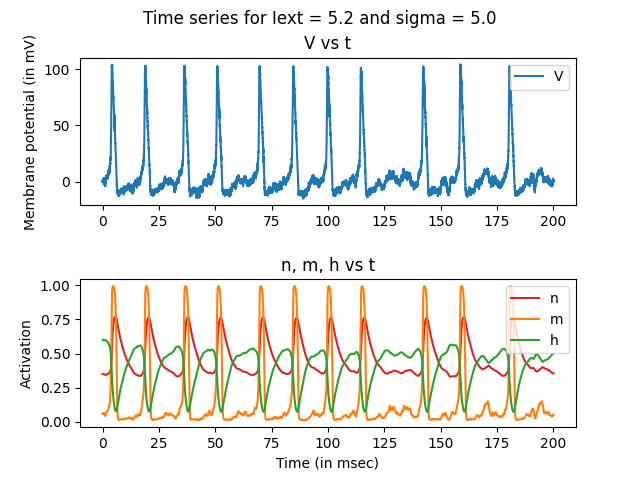 Time series for Iext = 5.2 and sigma = 5.0
V vs t
Membrane potential (in mV)
100
50
0
V
0 25 50 75 100 125 150 175 200
n, m, h vs t
Activation
1.00
0.75
0.50
0.25
0.00
n
m
h
0 25 50 75 100 125 150 175 200
Time (in msec)